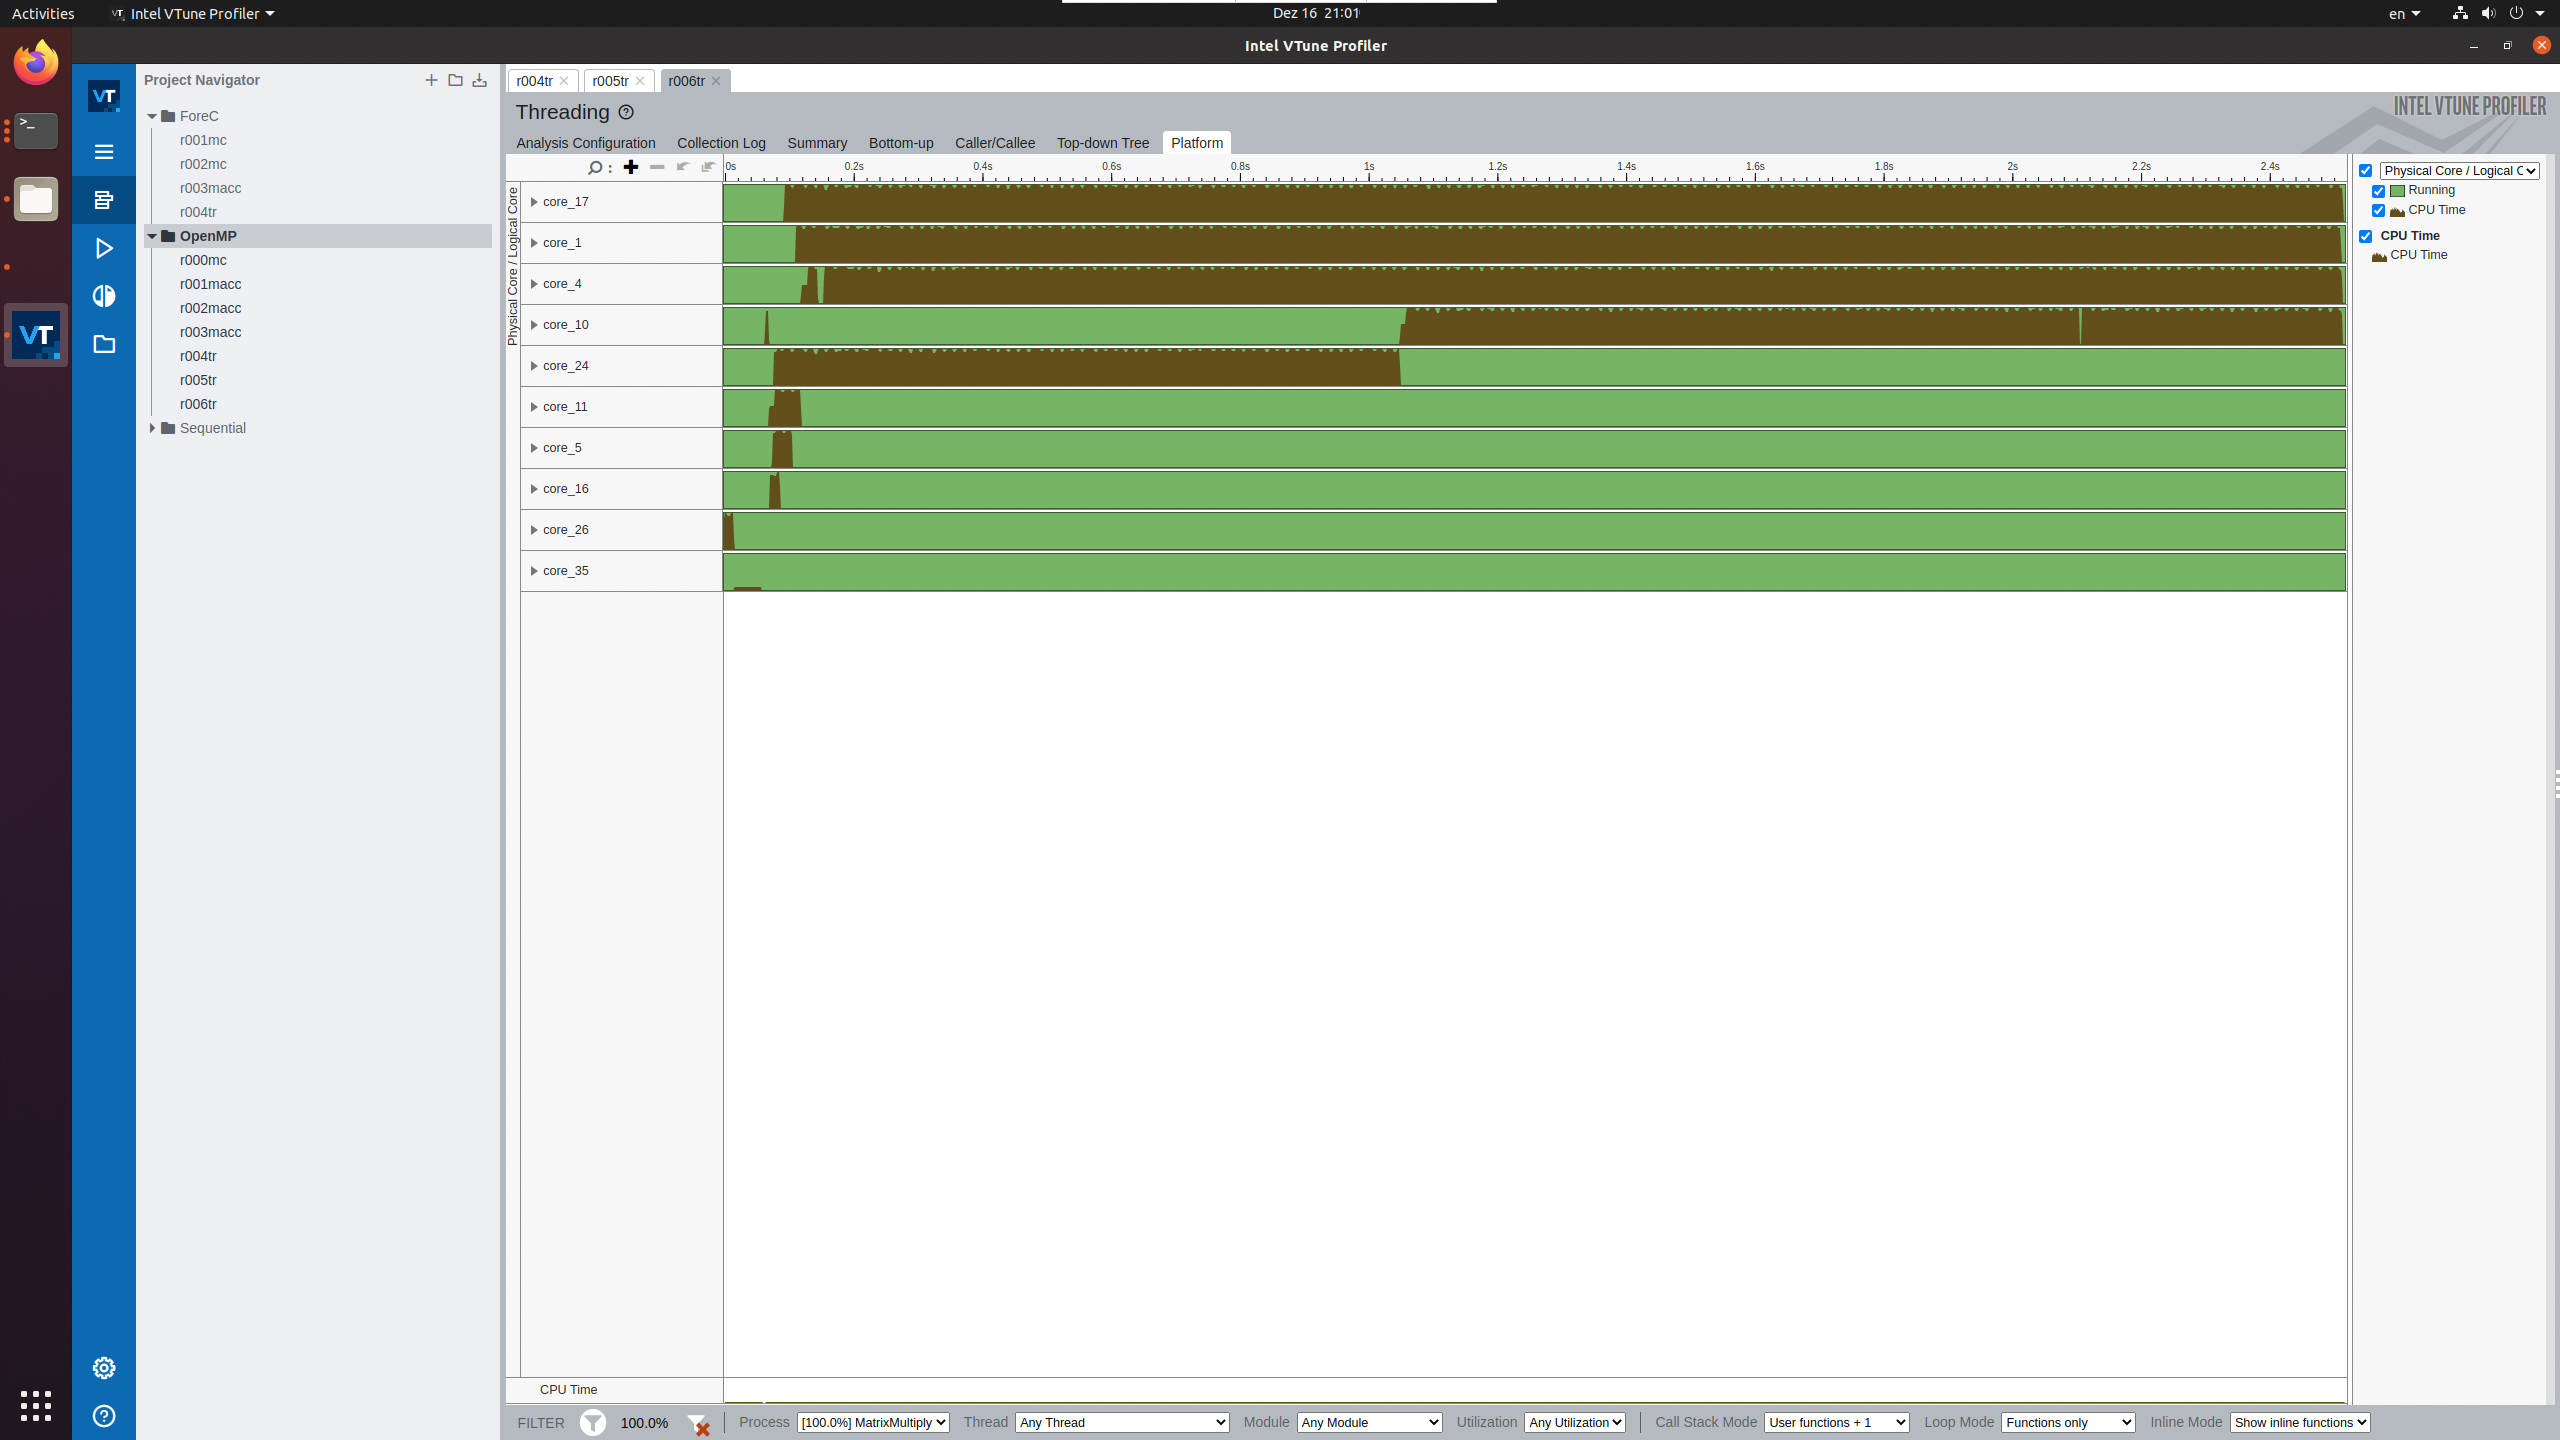 Activities
Intel VTune Profiler
Dez 16 21:01
en
Intel VTune Profiler
Project Navigator
ForeC
r001mc
r002mc
r003macc
r004tr
OpenMP
r000mc
r001macc
r002macc
r003macc
r004tr
r005tr
r006tr
Sequential
VT
VT
>_
r004tr
r005tr
r006tr
Threading
INTEL VTUNE PROFILER
Analysis Configuration
Collection Log
Summary
Bottom-up
Caller/Callee
Top-down Tree
Platform
0s 0.2s 0.4s 0.6s 0.8s 1s 1.2s 1.4s 1.6s 1.8s 2s 2.2s 2.4s
Physical Core / Logical Core
core_17
core_1
core_4
core_10
core_24
core_11
core_5
core_16
core_26
core_35
Physical Core / Logical C
Running
CPU Time
CPU Time
CPU Time
CPU Time
FILTER 100.0% Process [100.0%] MatrixMultiply Thread Any Thread Module Any Module Utilization Any Utilization Call Stack Mode User functions + 1 Loop Mode Functions only Inline Mode Show inline functions